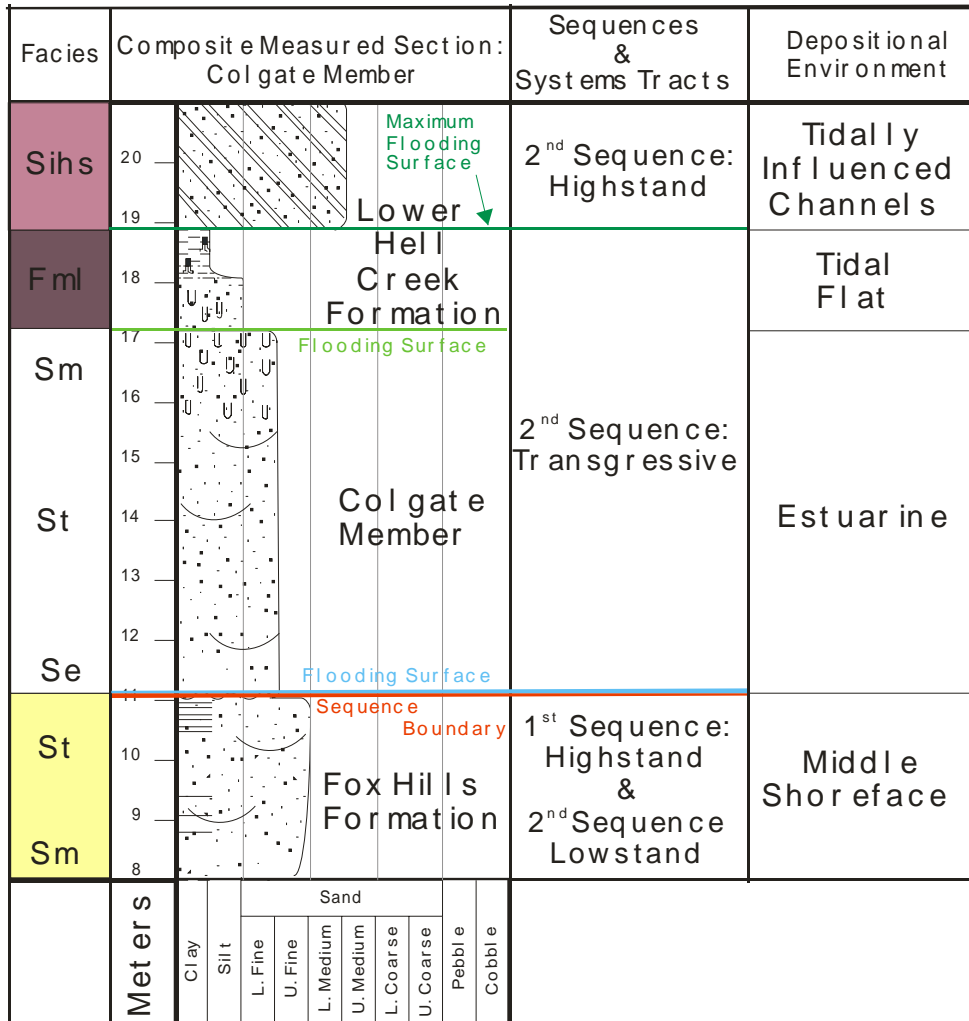 Facies
Composite Measured Section:
Colgate Member
Sequences
&
Systems Tracts
Depositional
Environment
Sihs
20
19
Maximum
Flooding
Surface
2nd Sequence:
Highstand
Tidally
Influenced
Channels
Lower
Hell
Creek
Formation
Fml
18
Tidal
Flat
17
Flooding Surface
Sm
16
15
St
14
13
12
Se
Colgate
Member
2nd Sequence:
Transgressive
Estuarine
Flooding Surface
11
Sequence
Boundary
St
10
9
Sm
8
Fox Hills
Formation
1st Sequence:
Highstand
&
2nd Sequence
Lowstand
Middle
Shoreface
Meters
Sand
Clay
Silt
L. Fine
U. Fine
L. Medium
U. Medium
L. Coarse
U. Coarse
Pebble
Cobble